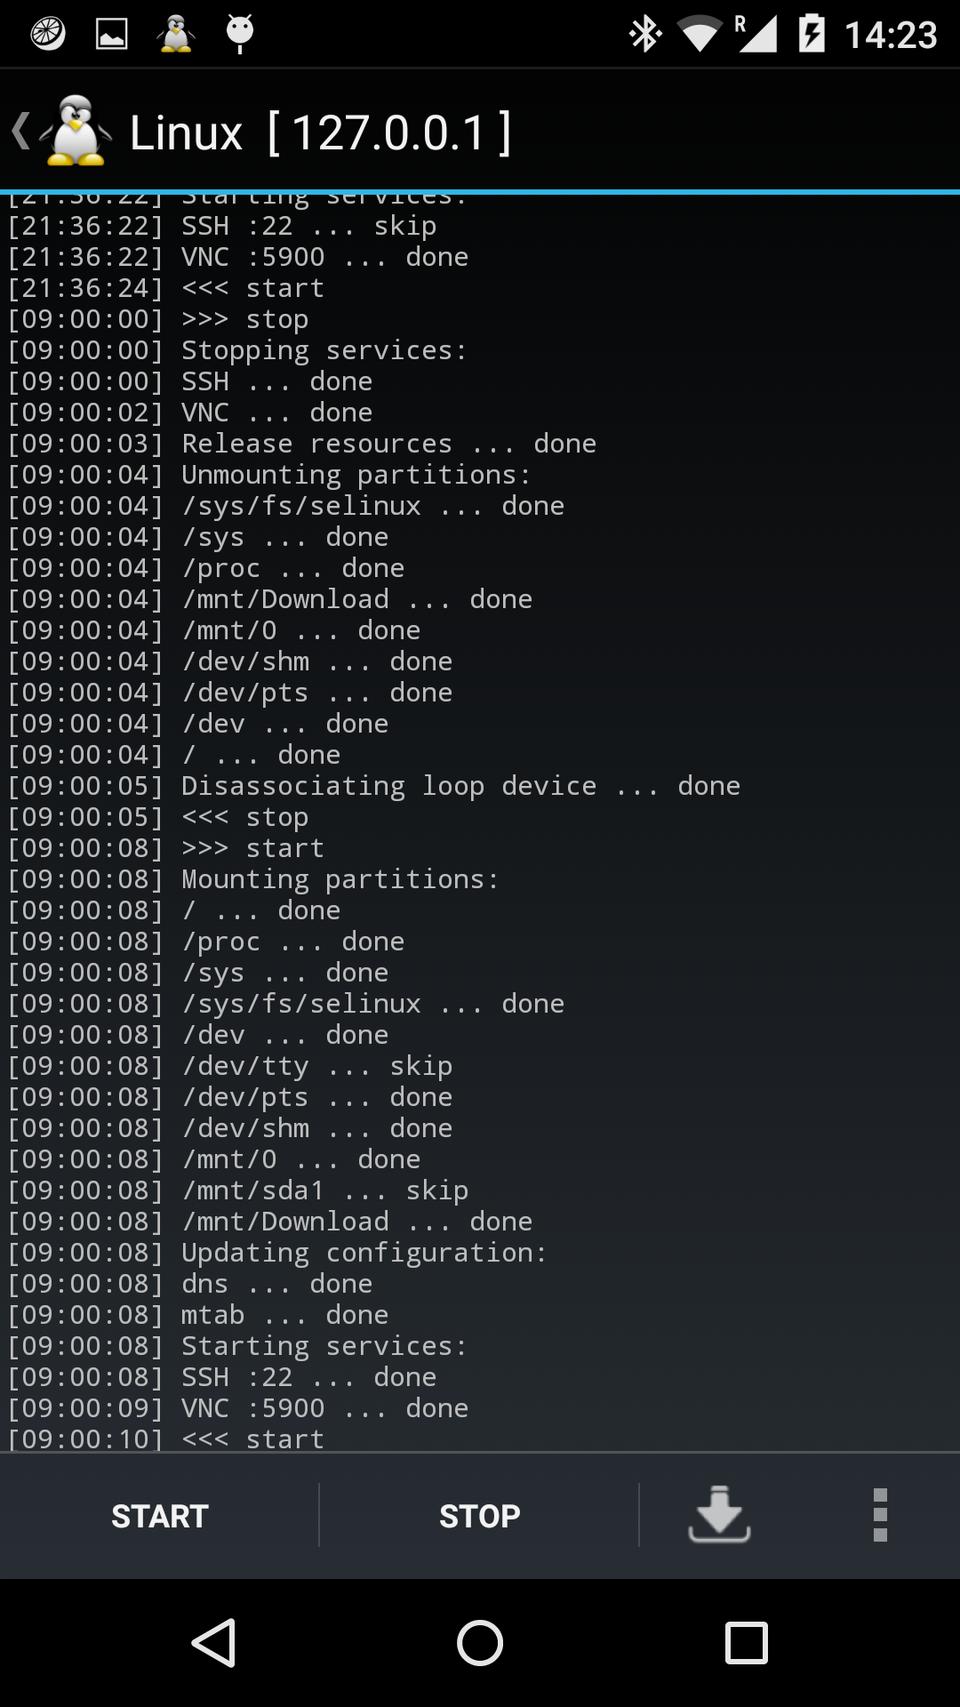 R 14:23
Linux [ 127.0.0.1 ]
[21:36:22] Starting services:
[21:36:22] SSH :22 ... skip
[21:36:22] VNC :5900 ... done
[21:36:24] <<< start
[09:00:00] >>> stop
[09:00:00] Stopping services:
[09:00:00] SSH ... done
[09:00:02] VNC ... done
[09:00:03] Release resources ... done
[09:00:04] Unmounting partitions:
[09:00:04] /sys/fs/selinux ... done
[09:00:04] /sys ... done
[09:00:04] /proc ... done
[09:00:04] /mnt/Download ... done
[09:00:04] /mnt/0 ... done
[09:00:04] /dev/shm ... done
[09:00:04] /dev/pts ... done
[09:00:04] /dev ... done
[09:00:04] / ... done
[09:00:05] Disassociating loop device ... done
[09:00:05] <<< stop
[09:00:08] >>> start
[09:00:08] Mounting partitions:
[09:00:08] / ... done
[09:00:08] /proc ... done
[09:00:08] /sys ... done
[09:00:08] /sys/fs/selinux ... done
[09:00:08] /dev ... done
[09:00:08] /dev/tty ... skip
[09:00:08] /dev/pts ... done
[09:00:08] /dev/shm ... done
[09:00:08] /mnt/0 ... done
[09:00:08] /mnt/sda1 ... skip
[09:00:08] /mnt/Download ... done
[09:00:08] Updating configuration:
[09:00:08] dns ... done
[09:00:08] mtab ... done
[09:00:08] Starting services:
[09:00:08] SSH :22 ... done
[09:00:09] VNC :5900 ... done
[09:00:10] <<< start
START STOP